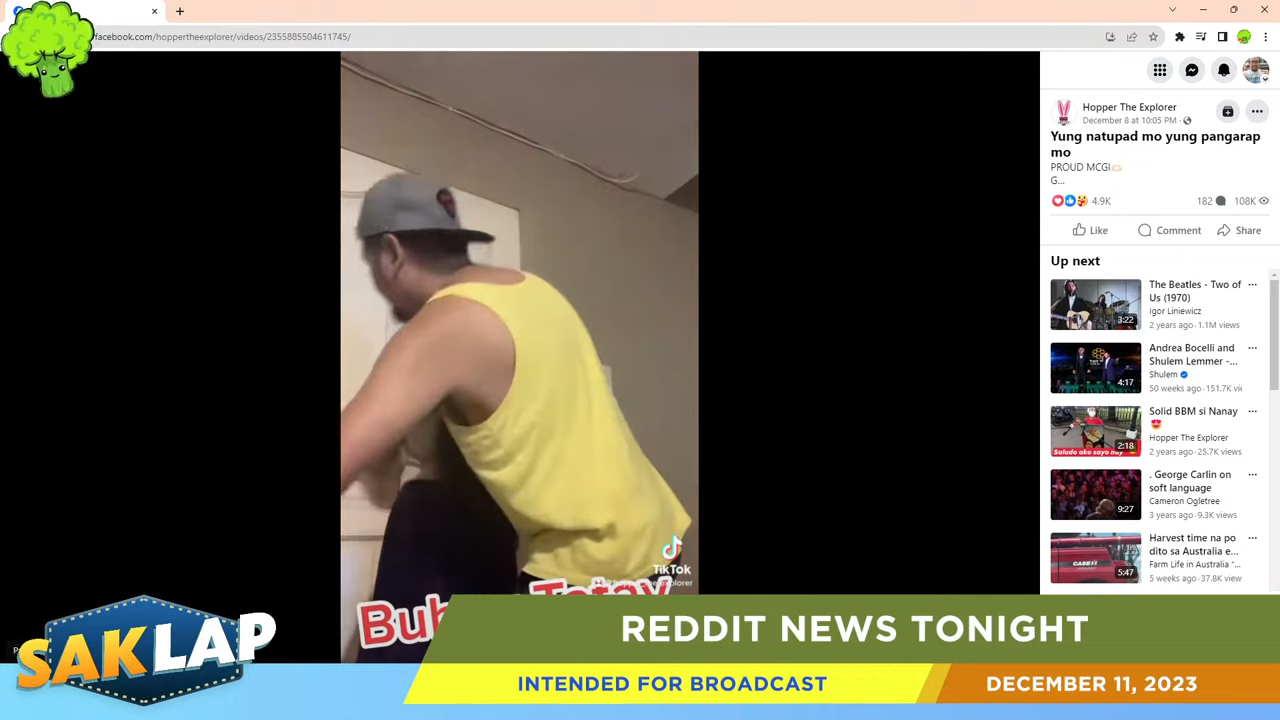 facebook.com/hoppertheexplorer/videos/2355885504611745/
Hopper The Explorer
December 8 at 10:05 PM
Yung natupad mo yung pangarap
mo
PROUD MCGI
G...
4.9K
182
108K
Like
Comment
Share
Up next
The Beatles - Two of
Us (1970)
Igor Liniewicz
2 years ago · 1.1M views
3:22
Andrea Bocelli and
Shulem Lemmer -...
Shulem
50 weeks ago · 151.7K
4:17
Solid BBM si Nanay
Hopper The Explorer
2 years ago · 25.7K views
2:18
Saludo ako sayo nay
. George Carlin on
soft language
Cameron Ogletree
3 years ago · 9.3K views
9:27
Harvest time na po
dito sa Australia e...
Farm Life in Australia
5 weeks ago · 37.8K views
5:47
CASE
TikTok
Tatay
SAKLAP
REDDIT NEWS TONIGHT
INTENDED FOR BROADCAST
DECEMBER 11, 2023